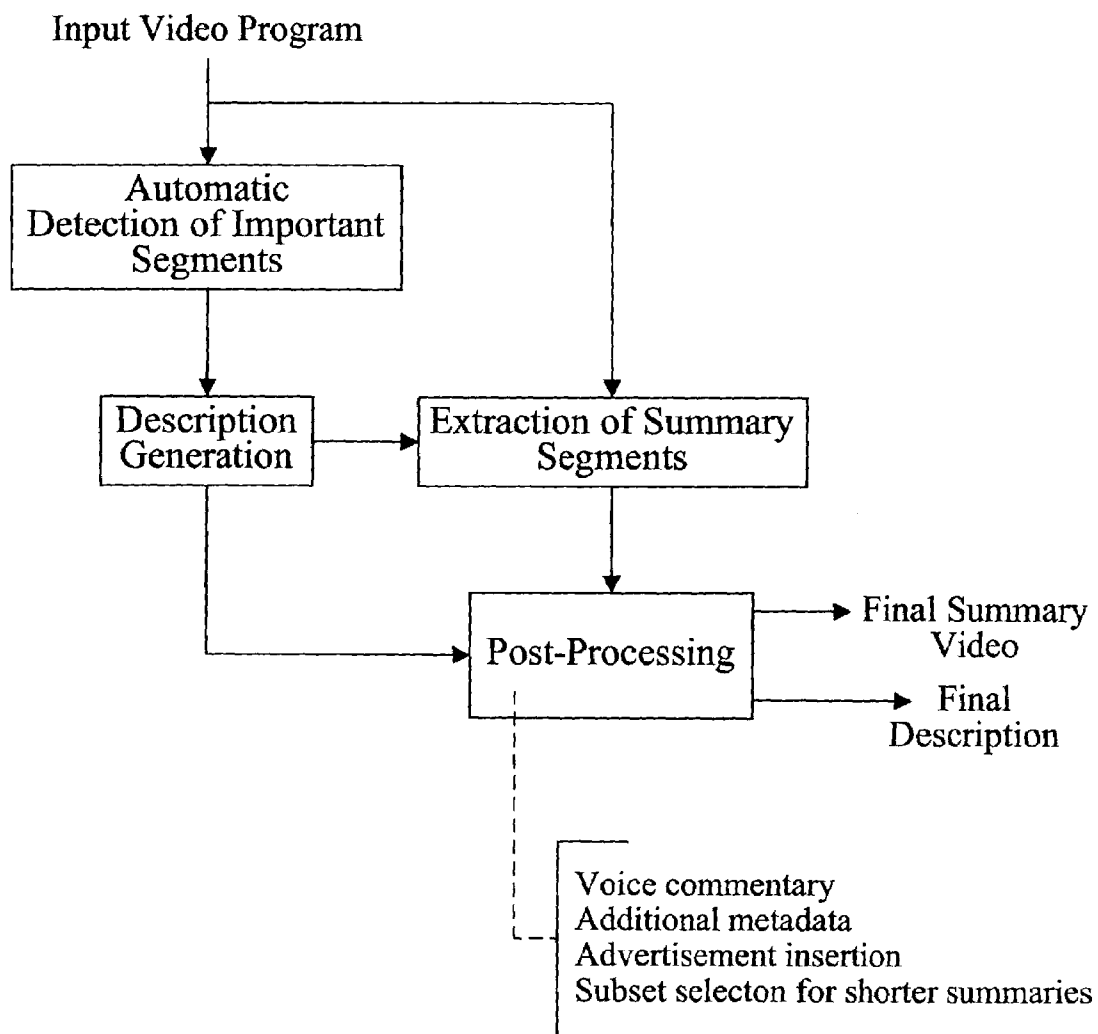 Input Video Program
Automatic
Detection of Important
Segments
Description
Generation
Extraction of Summary
Segments
Post-Processing
Final Summary
Video
Final
Description
Voice commentary
Additional metadata
Advertisement insertion
Subset selecton for shorter summaries